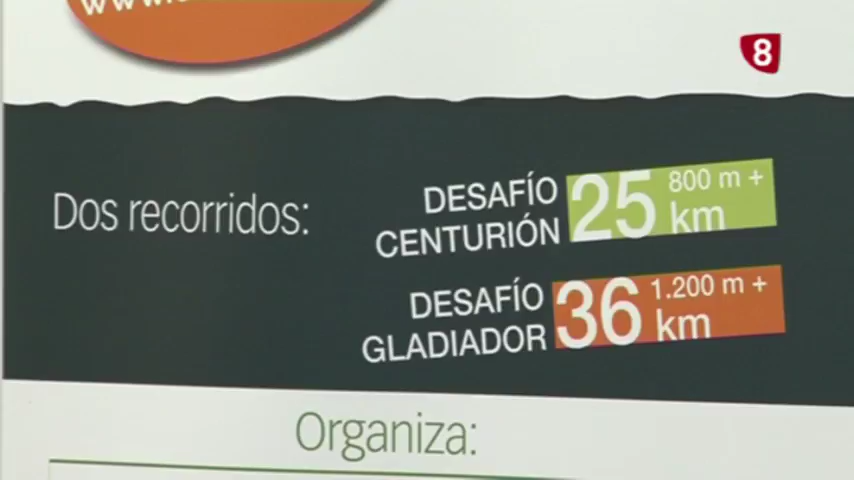 8
Dos recorridos:
DESAFÍO
CENTURIÓN
25 km
800 m +
DESAFÍO
GLADIADOR
36 km
1.200 m +
Organiza: